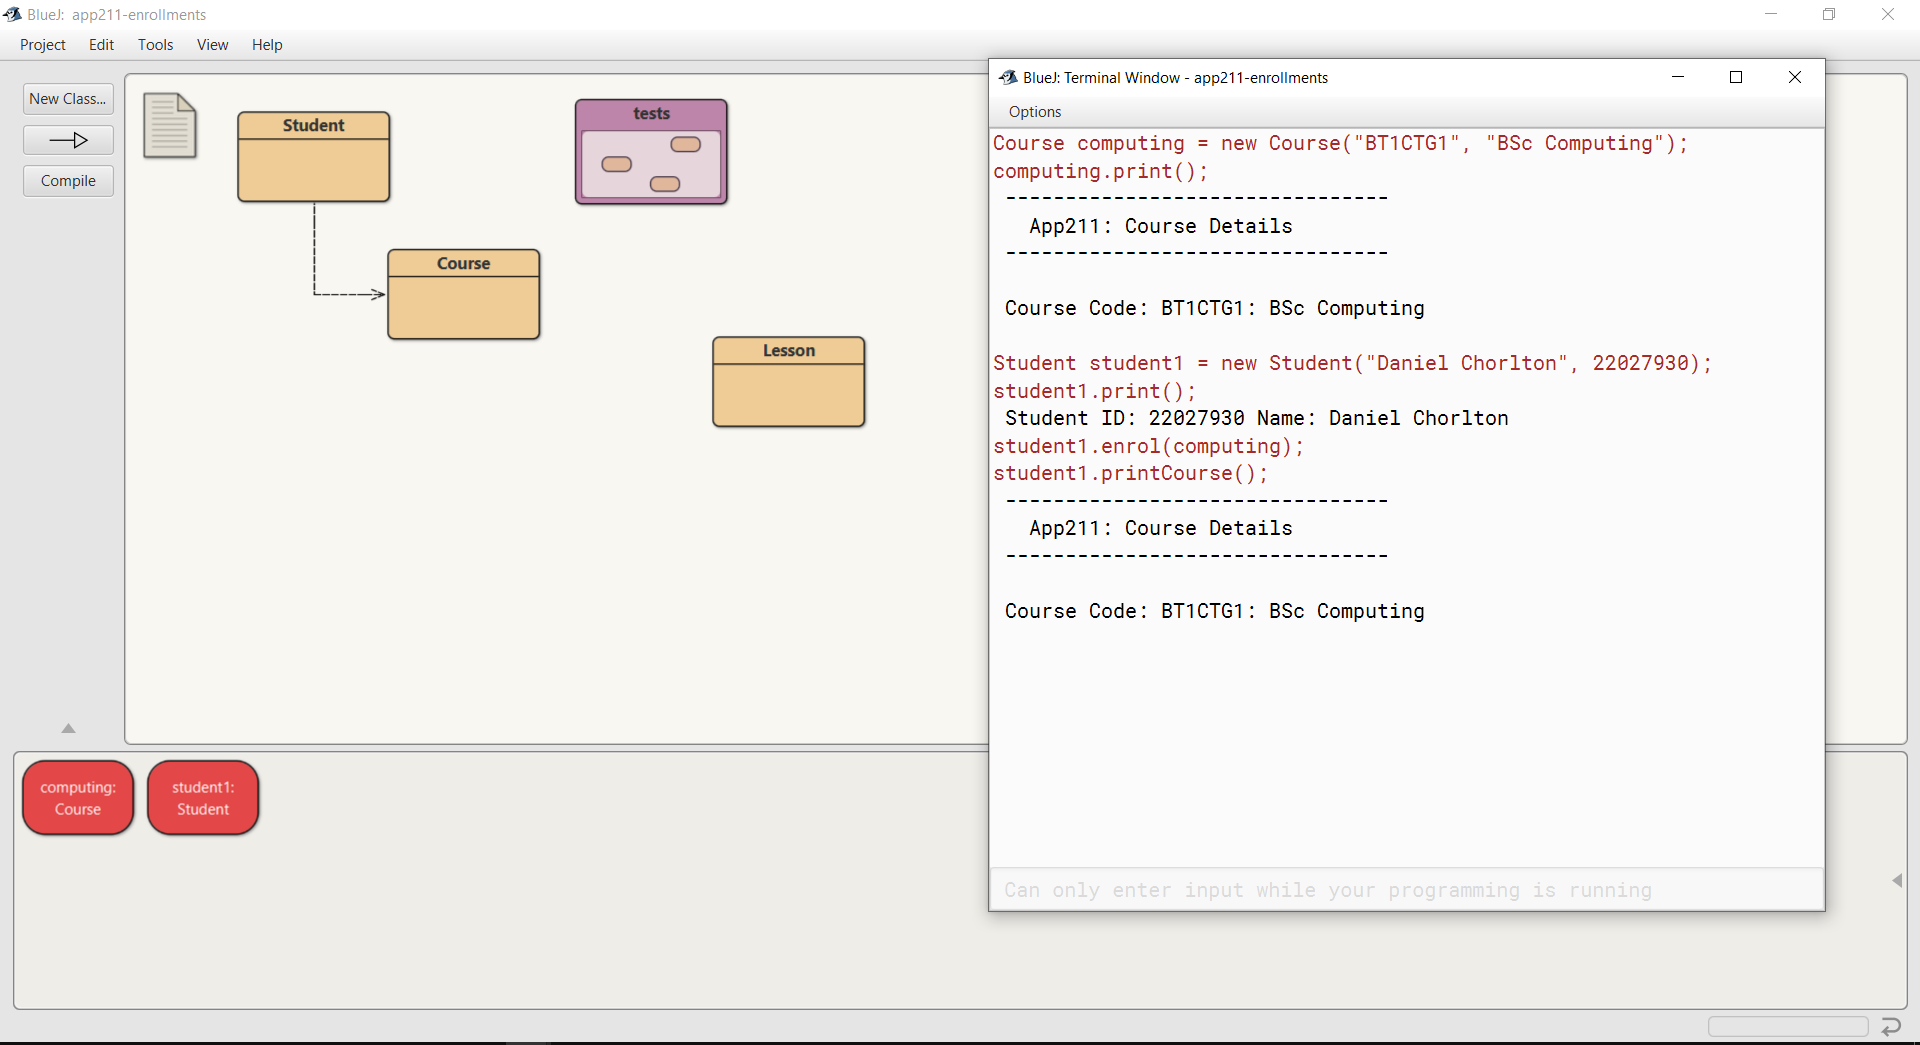 BlueJ: app211-enrollments
Project Edit Tools View Help
New Class...
Compile
Student
tests
Course
Lesson
computing:
Course
student1:
Student
BlueJ: Terminal Window - app211-enrollments
Options
Course computing = new Course("BT1CTG1", "BSc Computing");
computing.print();
--------------------------------
App211: Course Details
--------------------------------
Course Code: BT1CTG1: BSc Computing
Student student1 = new Student("Daniel Chorlton", 22027930);
student1.print();
Student ID: 22027930 Name: Daniel Chorlton
student1.enrol(computing);
student1.printCourse();
--------------------------------
App211: Course Details
--------------------------------
Course Code: BT1CTG1: BSc Computing
Can only enter input while your programming is running